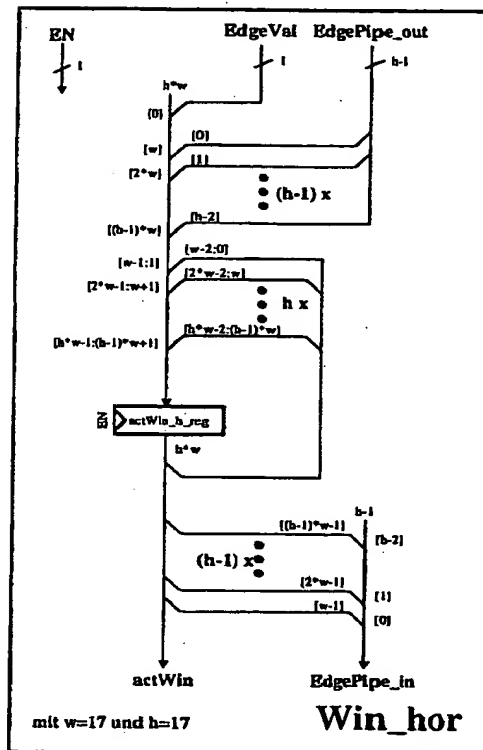 EN EdgeVal EdgePipe_out
1 1 h-1
h*w
[0]
[w] [0]
[2*w] [1]
(h-1) x
[(h-1)*w] [h-2]
[w-1;1] [w-2;0]
[2*w-1;w+1] [2*w-2;w]
h x
[h*w-1;(h-1)*w+1] [h*w-2;(h-1)*w]
EN actWin_h_reg
h*w
h-1
[(h-1)*w-1] [h-2]
(h-1) x
[2*w-1] [1]
[w-1] [0]
actWin EdgePipe_in
mit w=17 und h=17 Win_hor